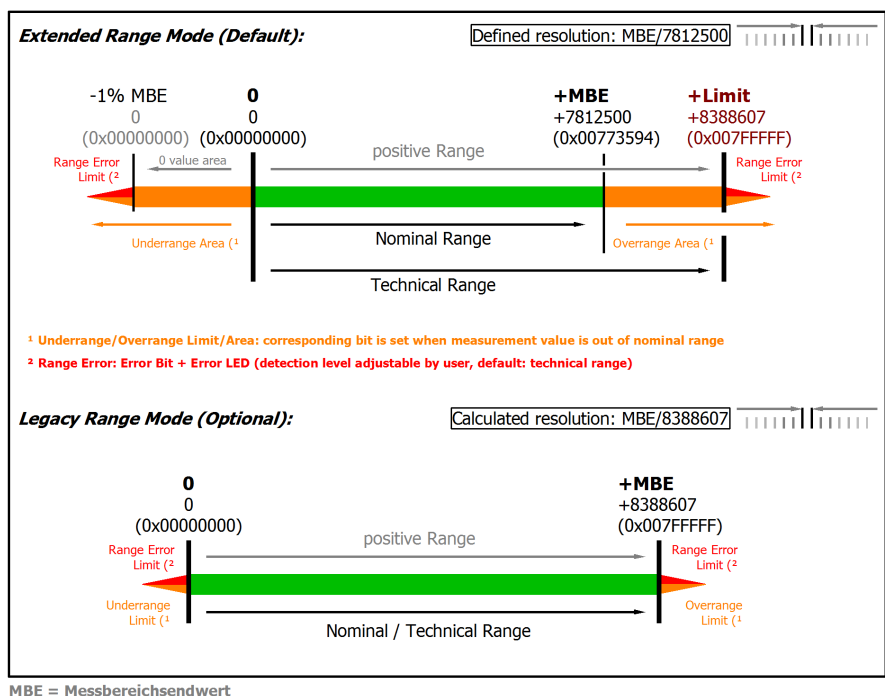 Extended Range Mode (Default):
Defined resolution: MBE/7812500
-1% MBE
0
(0x00000000)
0
0
(0x00000000)
+MBE
+7812500
(0x00773594)
+Limit
+8388607
(0x007FFFFF)
Range Error
Limit (²
0 value area
positive Range
Range Error
Limit (²
Underrange Area (¹
Nominal Range
Overrange Area (¹
Technical Range
¹ Underrange/Overrange Limit/Area: corresponding bit is set when measurement value is out of nominal range
² Range Error: Error Bit + Error LED (detection level adjustable by user, default: technical range)
Legacy Range Mode (Optional):
Calculated resolution: MBE/8388607
0
0
(0x00000000)
+MBE
+8388607
(0x007FFFFF)
Range Error
Limit (²
positive Range
Range Error
Limit (²
Underrange
Limit (¹
Overrange
Limit (¹
Nominal / Technical Range
MBE = Messbereichsendwert